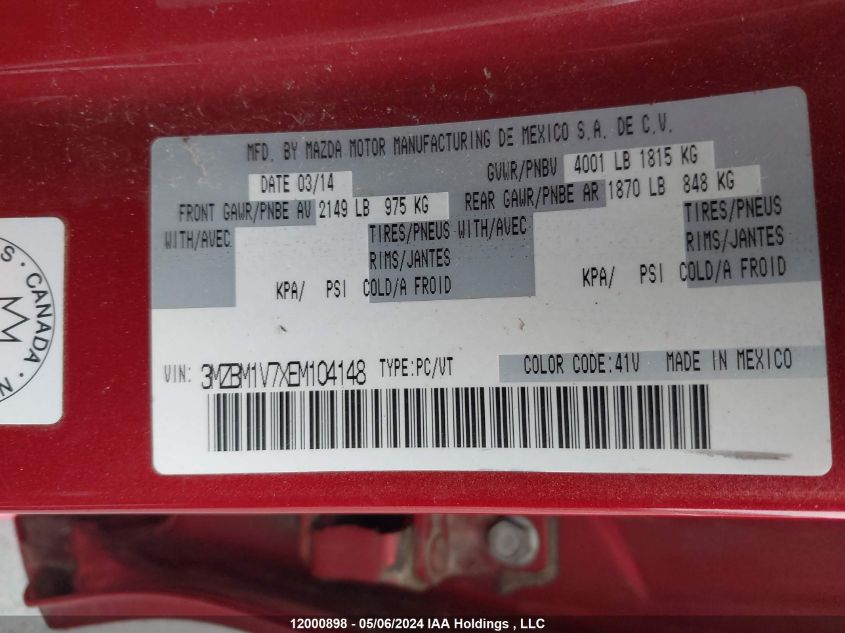 MFD. BY MAZDA MOTOR MANUFACTURING DE MEXICO S.A. DE C.V.
DATE 03/14 GVWR/PNBV 4001 LB 1815 KG
FRONT GAWR/PNBE AV 2149 LB 975 KG REAR GAWR/PNBE AR 1870 LB 848 KG
WITH/AVEC TIRES/PNEUS WITH/AVEC TIRES/PNEUS
RIMS/JANTES RIMS/JANTES
KPA/ PSI COLD/A FROID KPA/ PSI COLD/A FROID
VIN: 3MZBM1V7XEM104148 TYPE:PC/VT COLOR CODE:41V MADE IN MEXICO
S. CANADA N
12000898 - 05/06/2024 IAA Holdings , LLC